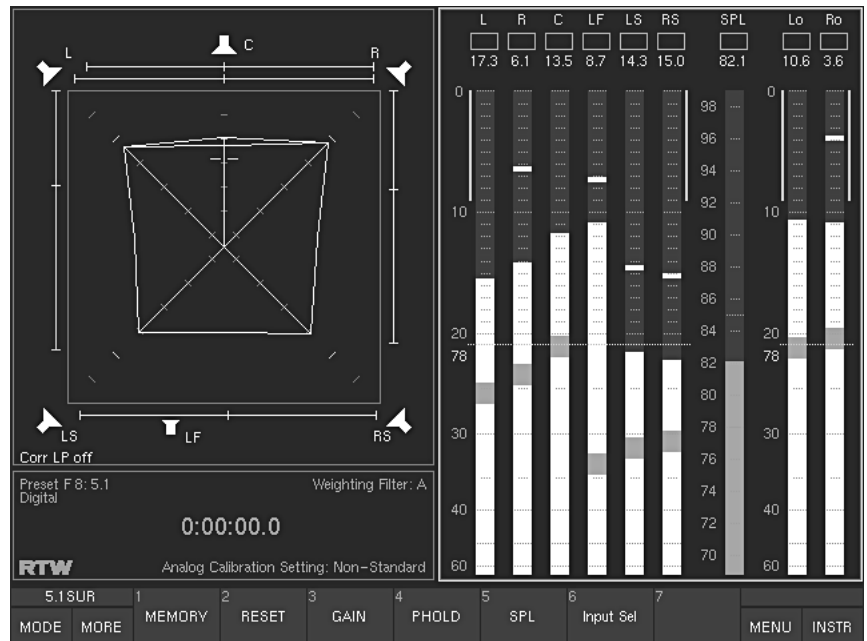 L R C LF LS RS SPL Lo Ro
17.3 6.1 13.5 8.7 14.3 15.0 82.1 10.6 3.6
C
L R
LS LF RS
Corr LP off
0 10 20 78 30 40 60
98 96 94 92 90 88 86 84 82 80 78 76 74 72 70
0 10 20 78 30 40 60
Preset F 8: 5.1 Weighting Filter: A
Digital
0:00:00.0
RTW Analog Calibration Setting: Non-Standard
5.1SUR 1 2 3 4 5 6 7
MODE MORE MEMORY RESET GAIN PHOLD SPL Input Sel MENU INSTR